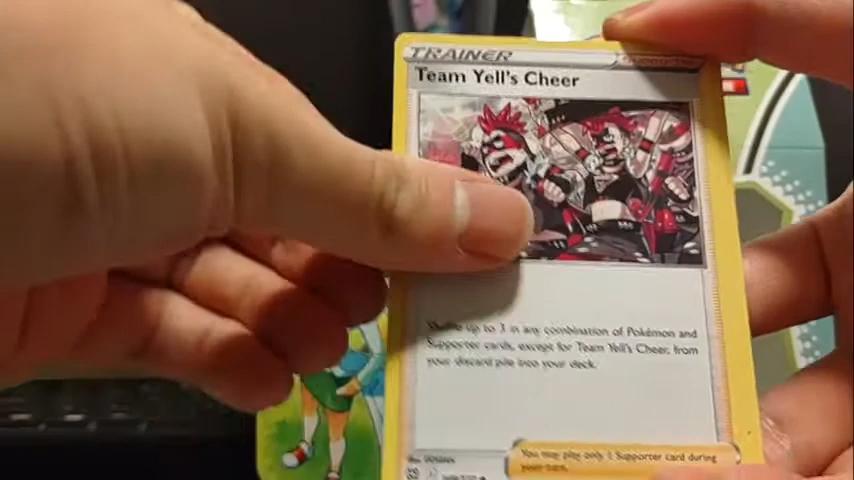 TRAINER
Supporter
Team Yell's Cheer
Shuffle up to 3 in any combination of Pokémon and
Supporter cards, except for Team Yell's Cheer, from
your discard pile into your deck.
You may play only 1 Supporter card during
your turn.